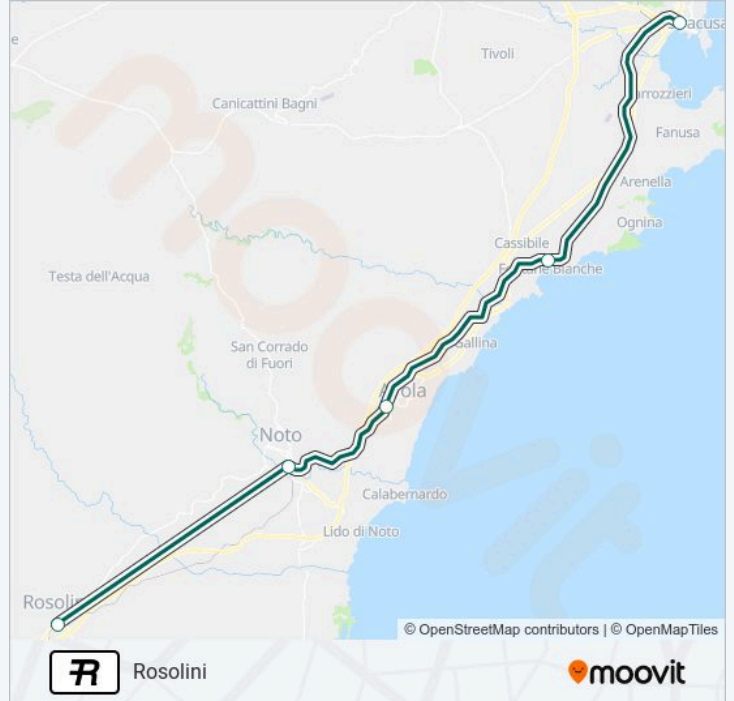 Tivoli
Canicattini Bagni
Fanusa
Arenella
Ognina
Cassibile
Bianche
Testa dell'Acqua
San Corrado
di Fuori
Noto
Calabernardo
Lido di Noto
© OpenStreetMap contributors | © OpenMapTiles
R Rosolini
moovit